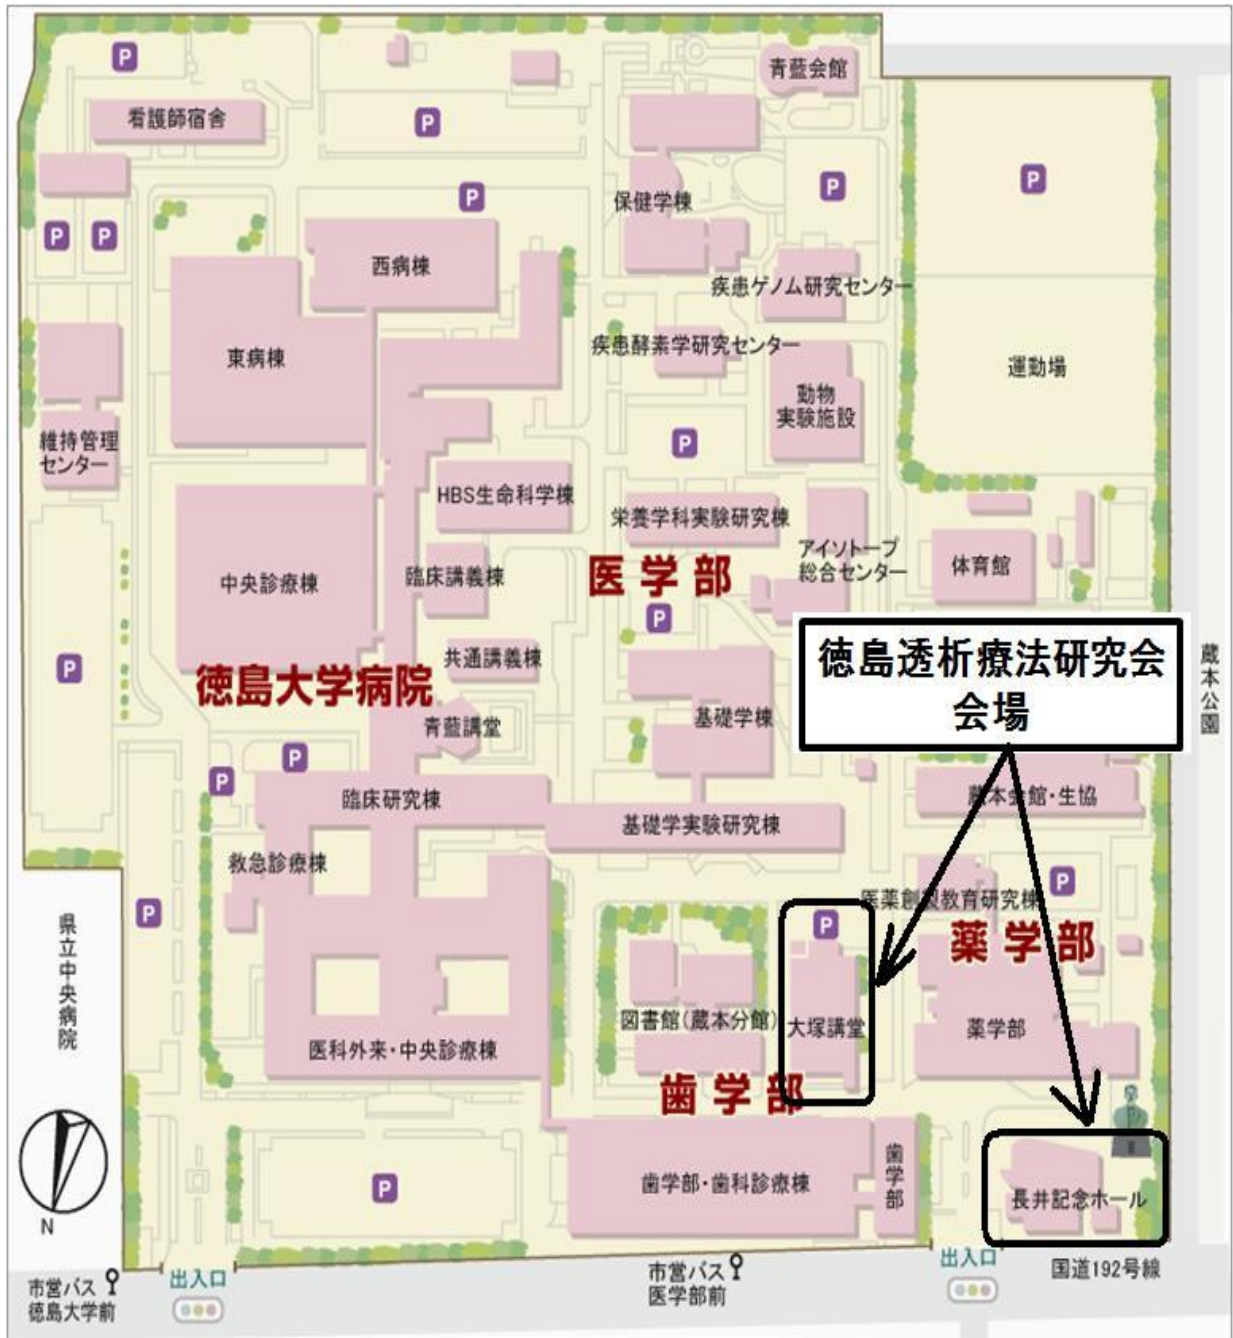 P
青藍会館
看護師宿舎
P
P
P
P
保健学棟
P
P
P
西病棟
疾患ゲノム研究センター
疾患酵素学研究センター
東病棟
運動場
動物
実験施設
維持管理
センター
P
HBS生命科学棟
栄養学科実験研究棟
アイソトープ
総合センター
体育館
臨床講義棟
中央診療棟
医学部
P
徳島透析療法研究会
会場
共通講義棟
P
徳島大学病院
蔵本公園
青藍講堂
基礎学棟
P
P
臨床研究棟
蔵本会館・生協
基礎学実験研究棟
救急診療棟
P
医薬創製教育研究棟
P
P
薬学部
県立中央病院
図書館(蔵本分館)
大塚講堂
薬学部
医科外来・中央診療棟
歯学部
歯学部・歯科診療棟
歯学部
P
長井記念ホール
N
市営バス
徳島大学前
出入口
市営バス
医学部前
出入口
国道192号線